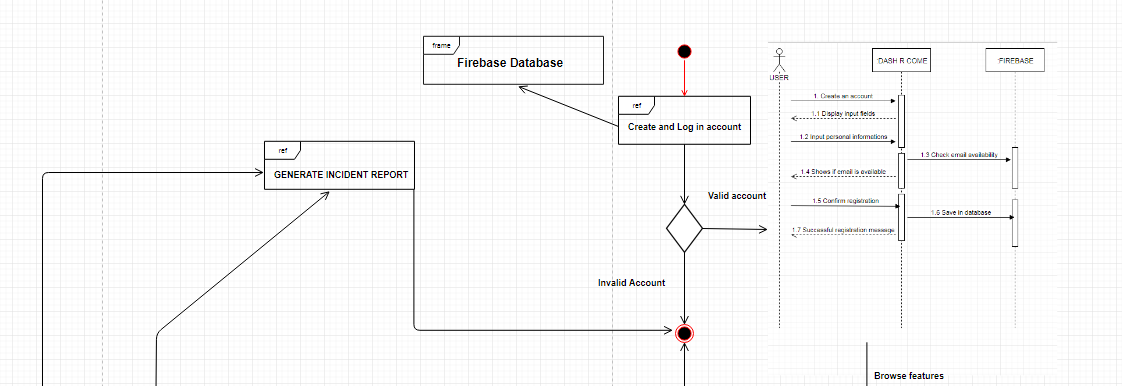 frame
Firebase Database
ref
Create and Log in account
ref
GENERATE INCIDENT REPORT
Valid account
Invalid Account
USER
:DASH R COME
:FIREBASE
1. Create an account
1.1 Display input fields
1.2 Input personal informations
1.3 Check email availability
1.4 Shows if email is available
1.5 Confirm registration
1.6 Save in database
1.7 Successful registration message
Browse features